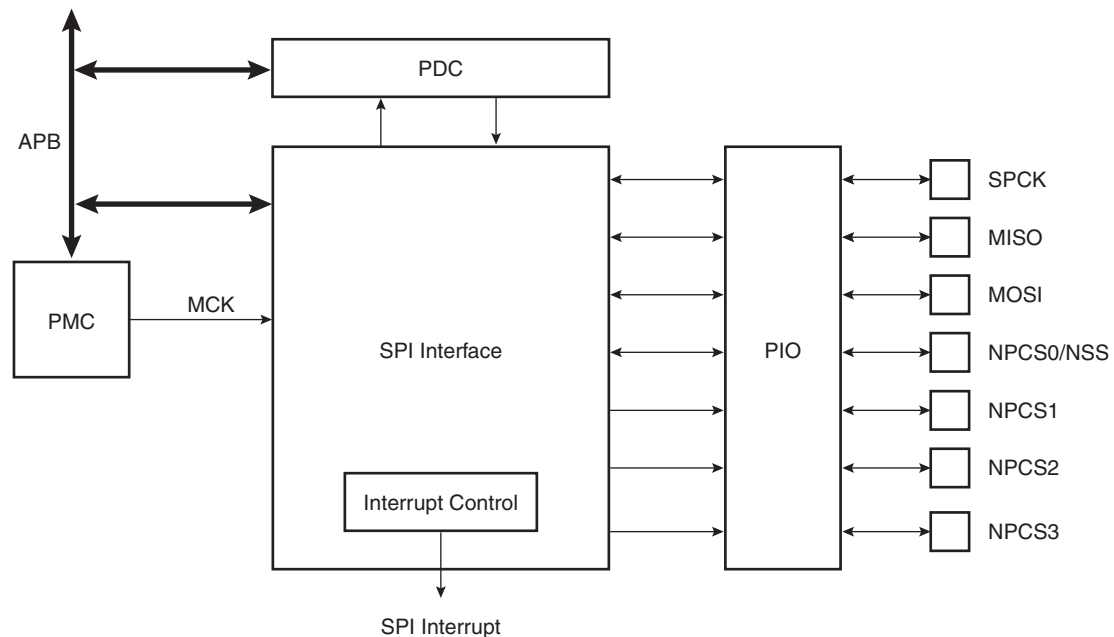 PDC
APB
SPCK
MISO
MOSI
MCK
PMC
SPI Interface
PIO
NPCS0/NSS
NPCS1
NPCS2
Interrupt Control
NPCS3
SPI Interrupt